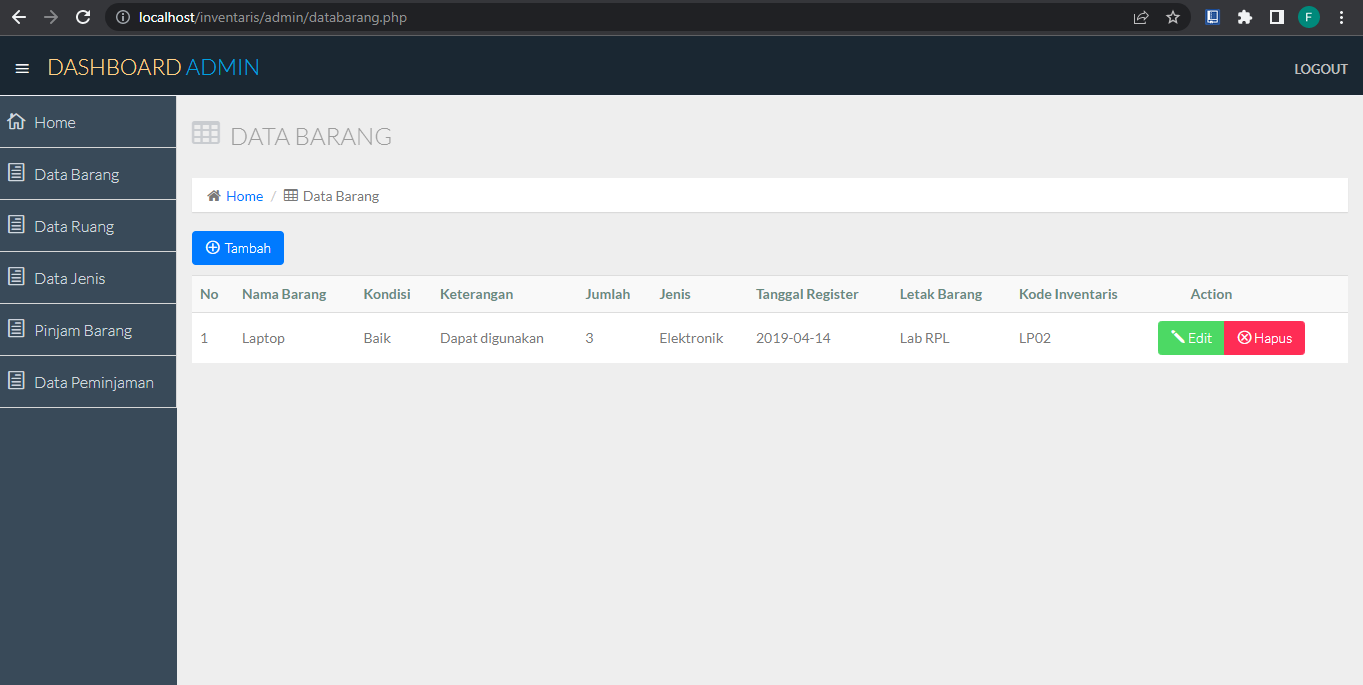 localhost/inventaris/admin/databarang.php
F
DASHBOARD ADMIN
LOGOUT
Home
Data Barang
Data Ruang
Data Jenis
Pinjam Barang
Data Peminjaman
DATA BARANG
Home / Data Barang
Tambah
No Nama Barang Kondisi Keterangan Jumlah Jenis Tanggal Register Letak Barang Kode Inventaris Action
1 Laptop Baik Dapat digunakan 3 Elektronik 2019-04-14 Lab RPL LP02 Edit Hapus